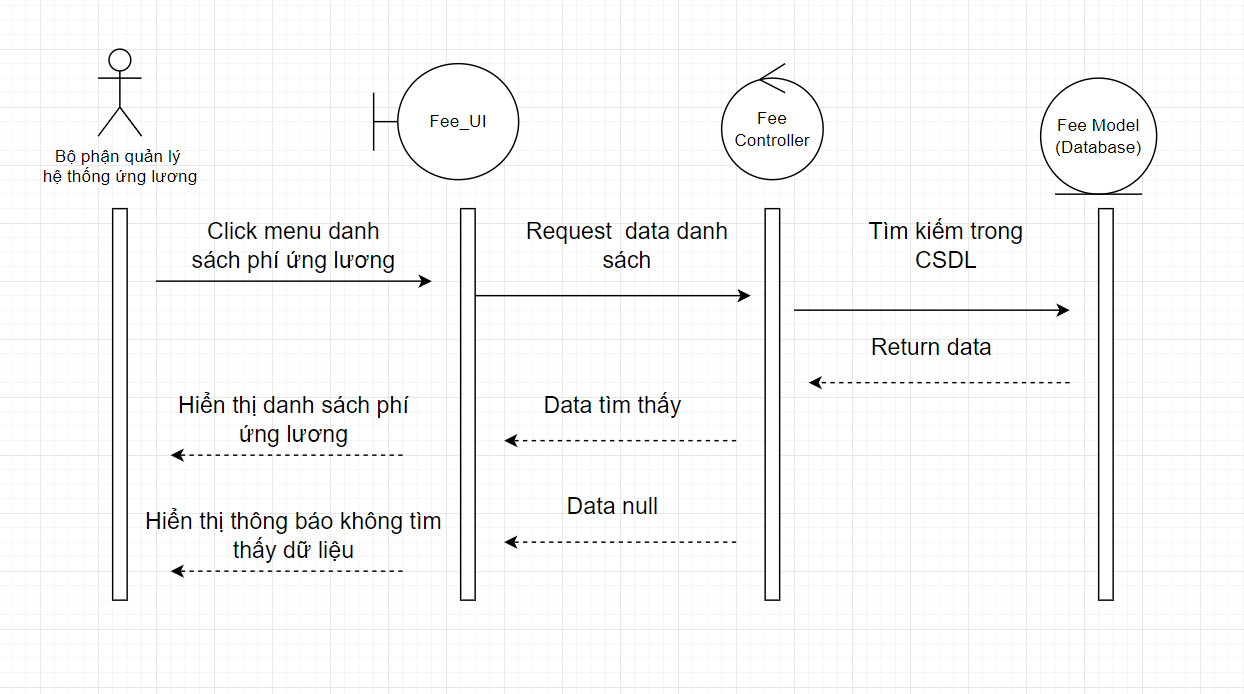 Bộ phận quản lý
hệ thống ứng lương
Fee_UI
Fee
Controller
Fee Model
(Database)
Click menu danh
sách phí ứng lương
Request data danh
sách
Tìm kiếm trong
CSDL
Return data
Hiển thị danh sách phí
ứng lương
Data tìm thấy
Data null
Hiển thị thông báo không tìm
thấy dữ liệu